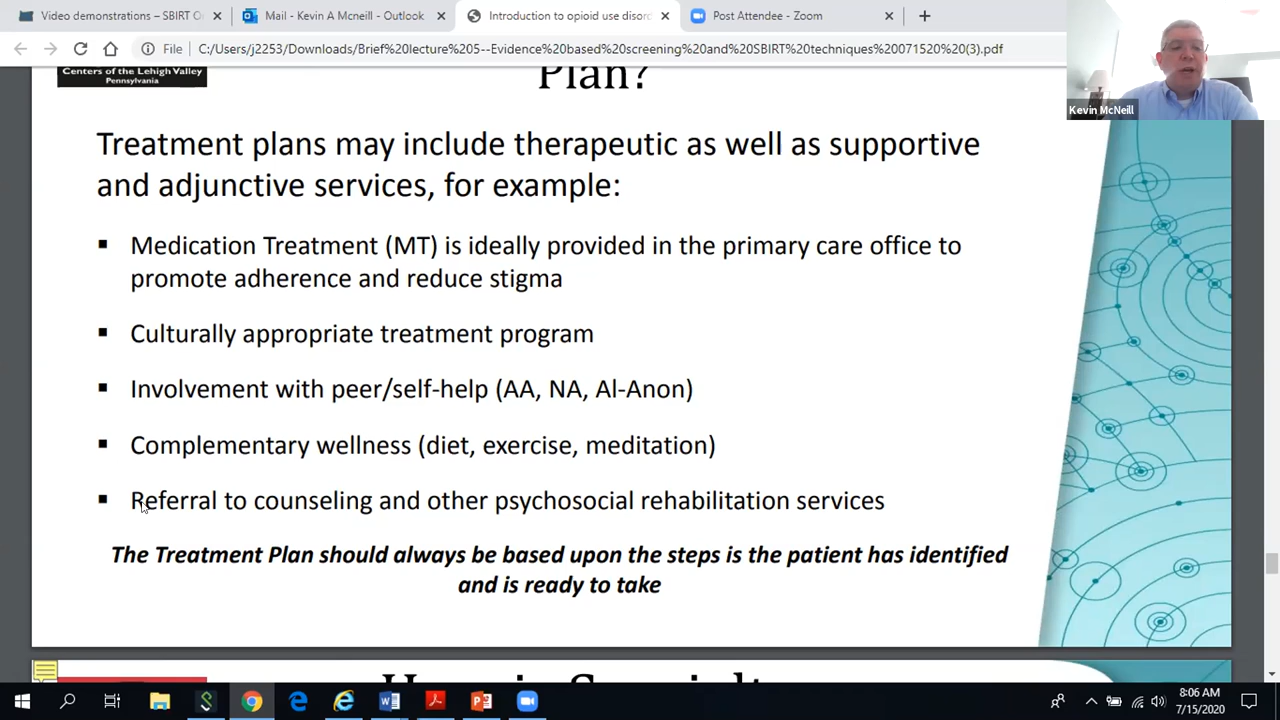 Video demonstrations – SBIRT O
Mail - Kevin A Mcneill - Outlook
Introduction to opioid use disord
Post Attendee - Zoom
File
C:/Users/j2253/Downloads/Brief%20lecture%205--Evidence%20based%20screening%20and%20SBIRT%20techniques%20071520%20(3).pdf
Kevin McNeill
Centers of the Lehigh Valley
Pennsylvania
Plan?
Treatment plans may include therapeutic as well as supportive
and adjunctive services, for example:
▪ Medication Treatment (MT) is ideally provided in the primary care office to
promote adherence and reduce stigma
▪ Culturally appropriate treatment program
▪ Involvement with peer/self-help (AA, NA, Al-Anon)
▪ Complementary wellness (diet, exercise, meditation)
▪ Referral to counseling and other psychosocial rehabilitation services
The Treatment Plan should always be based upon the steps is the patient has identified
and is ready to take
8:06 AM
7/15/2020